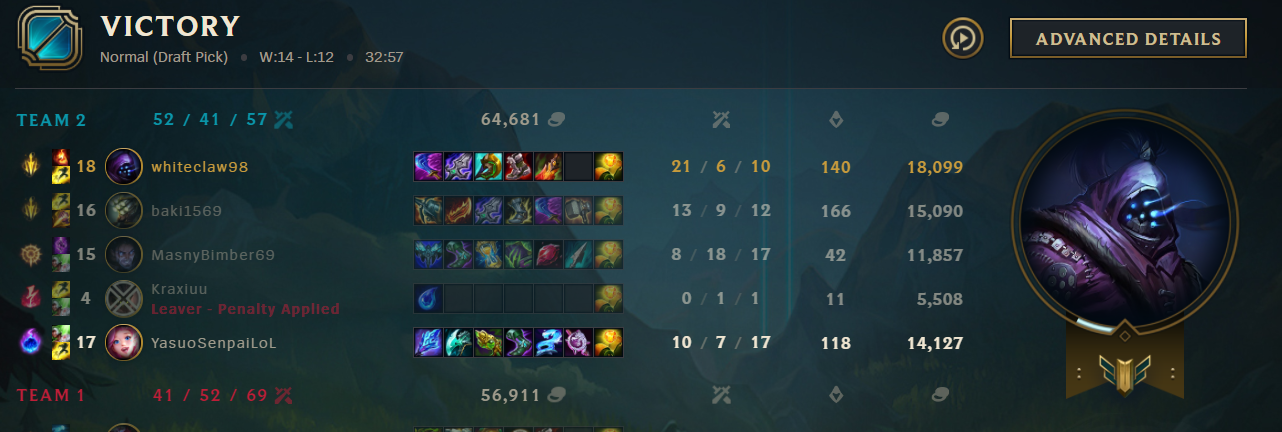 VICTORY
ADVANCED DETAILS
Normal (Draft Pick) • W:14 - L:12 • 32:57
TEAM 2 52 / 41 / 57 64,681
18 whiteclaw98 21 / 6 / 10 140 18,099
16 baki1569 13 / 9 / 12 166 15,090
15 MasnyBimber69 8 / 18 / 17 42 11,857
4 Kraxiuu 0 / 1 / 1 11 5,508
Leaver - Penalty Applied
17 YasuoSenpaiLoL 10 / 7 / 17 118 14,127
TEAM 1 41 / 52 / 69 56,911